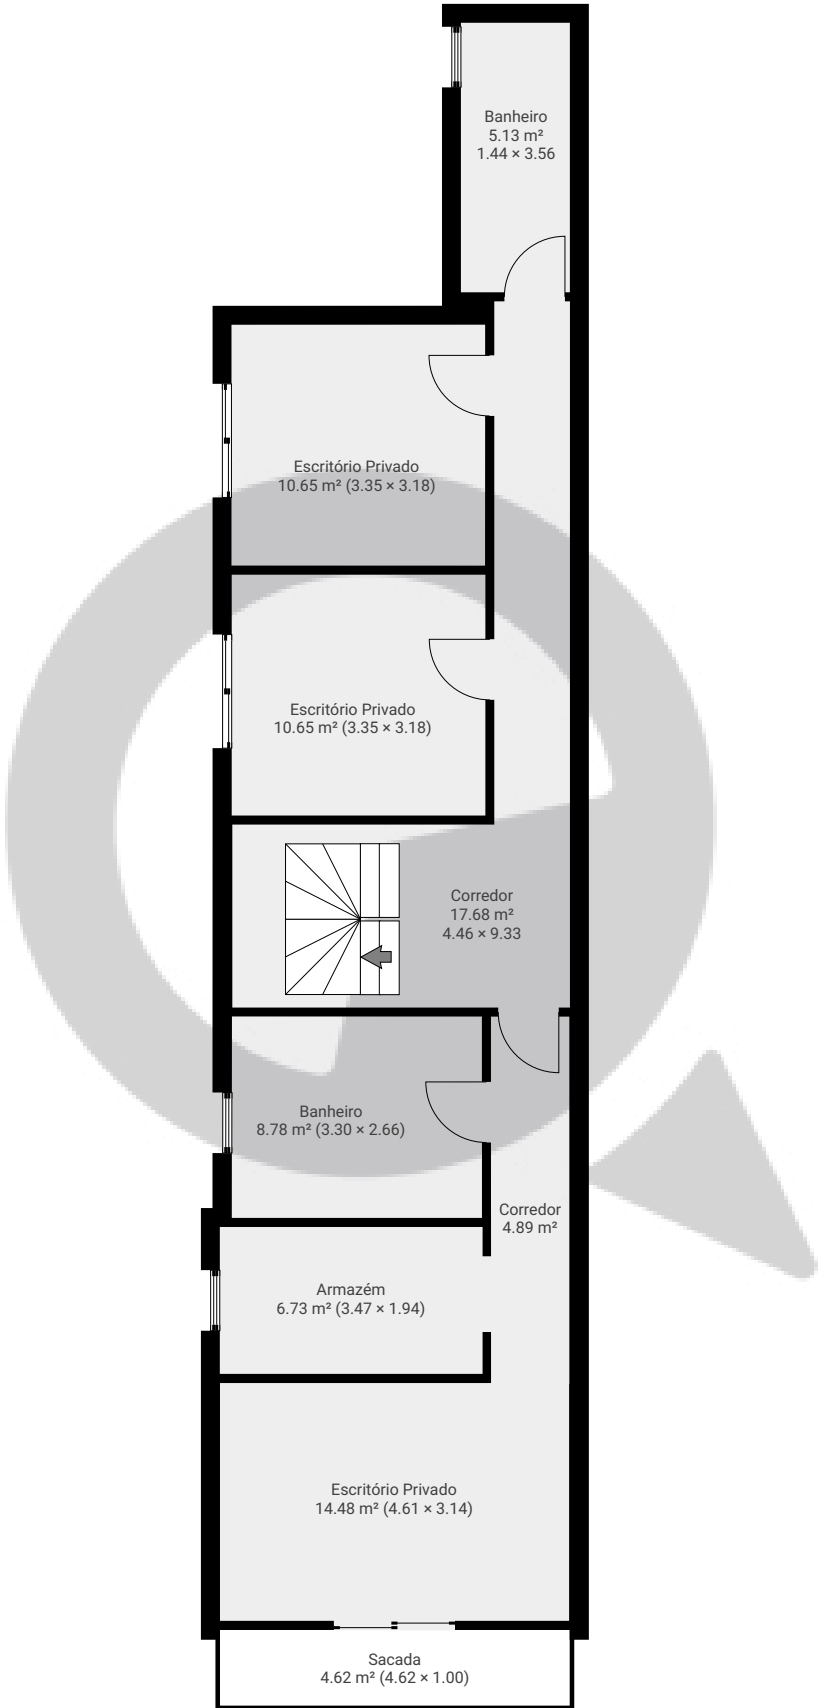 Banheiro
5.13 m²
1.44 × 3.56
Escritório Privado
10.65 m² (3.35 × 3.18)
Escritório Privado
10.65 m² (3.35 × 3.18)
Corredor
17.68 m²
4.46 × 9.33
Banheiro
8.78 m² (3.30 × 2.66)
Corredor
4.89 m²
Armazém
6.73 m² (3.47 × 1.94)
Escritório Privado
14.48 m² (4.61 × 3.14)
Sacada
4.62 m² (4.62 × 1.00)